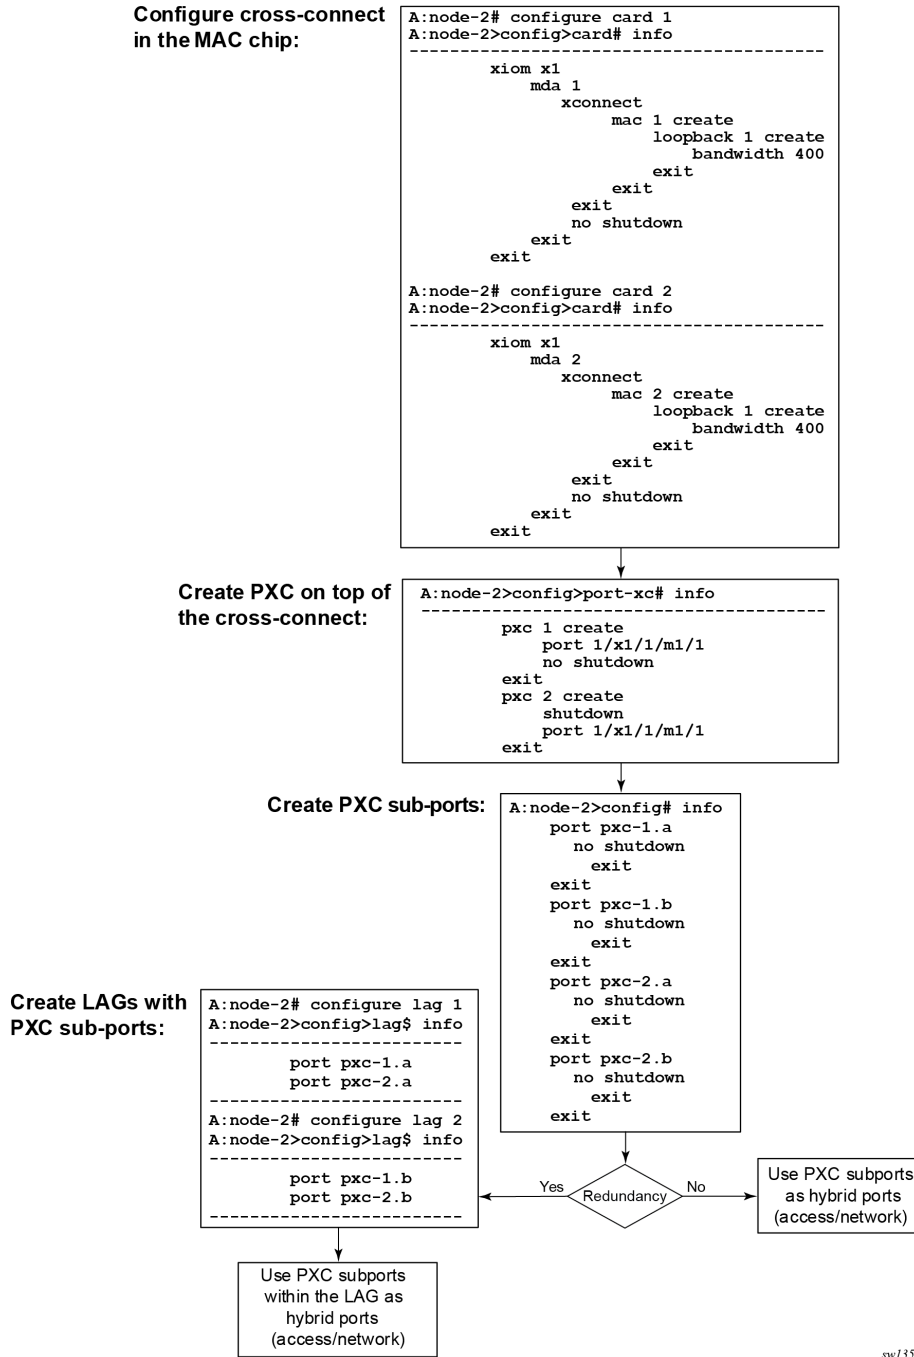 Configure cross-connect
in the MAC chip:
A:node-2# configure card 1
A:node-2>config>card# info
-----------------------------------------
xiom x1
mda 1
xconnect
mac 1 create
loopback 1 create
bandwidth 400
exit
exit
exit
no shutdown
exit
exit
A:node-2# configure card 2
A:node-2>config>card# info
-----------------------------------------
xiom x1
mda 2
xconnect
mac 2 create
loopback 1 create
bandwidth 400
exit
exit
exit
no shutdown
exit
exit
Create PXC on top of
the cross-connect:
A:node-2>config>port-xc# info
----------------------------------------
pxc 1 create
port 1/x1/1/m1/1
no shutdown
exit
pxc 2 create
shutdown
port 1/x1/1/m1/1
exit
Create PXC sub-ports:
A:node-2>config# info
port pxc-1.a
no shutdown
exit
exit
port pxc-1.b
no shutdown
exit
exit
port pxc-2.a
no shutdown
exit
exit
port pxc-2.b
no shutdown
exit
exit
Create LAGs with
PXC sub-ports:
A:node-2# configure lag 1
A:node-2>config>lag$ info
-------------------------
port pxc-1.a
port pxc-2.a
-------------------------
A:node-2# configure lag 2
A:node-2>config>lag$ info
-------------------------
port pxc-1.b
port pxc-2.b
-------------------------
Yes
Redundancy
No
Use PXC subports
as hybrid ports
(access/network)
Use PXC subports
within the LAG as
hybrid ports
(access/network)